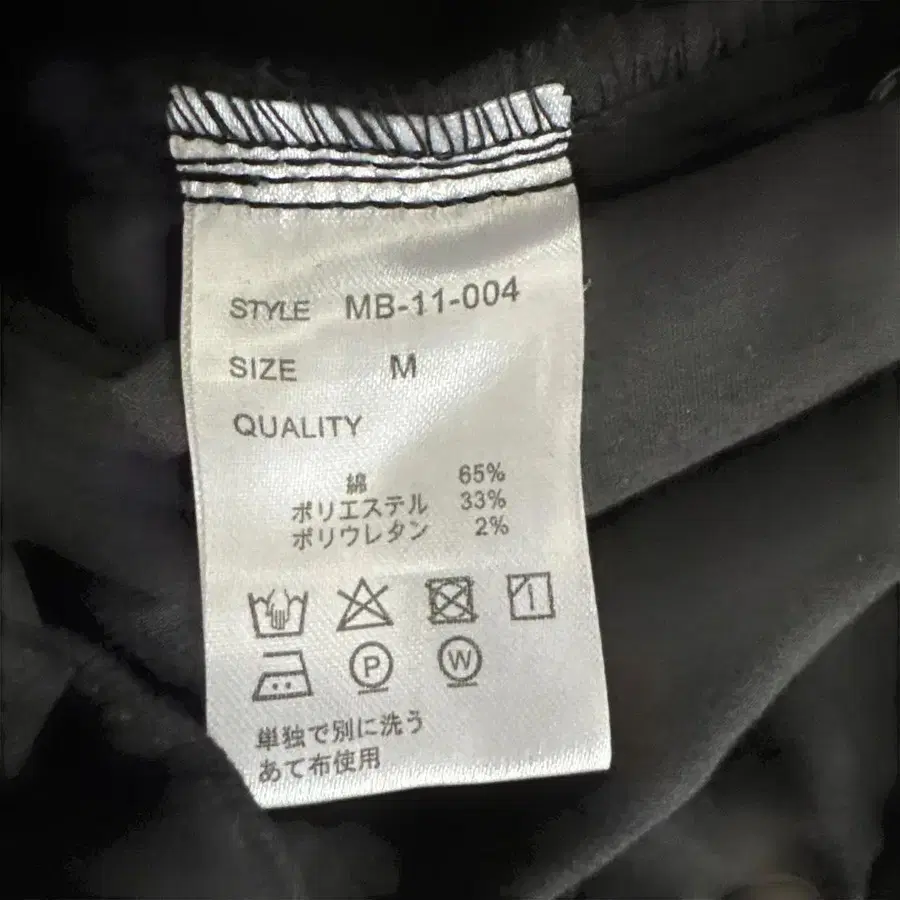 STYLE MB-11-004
SIZE M
QUALITY
綿 65%
ポリエステル 33%
ポリウレタン 2%
P W
単独で別に洗う
あて布使用